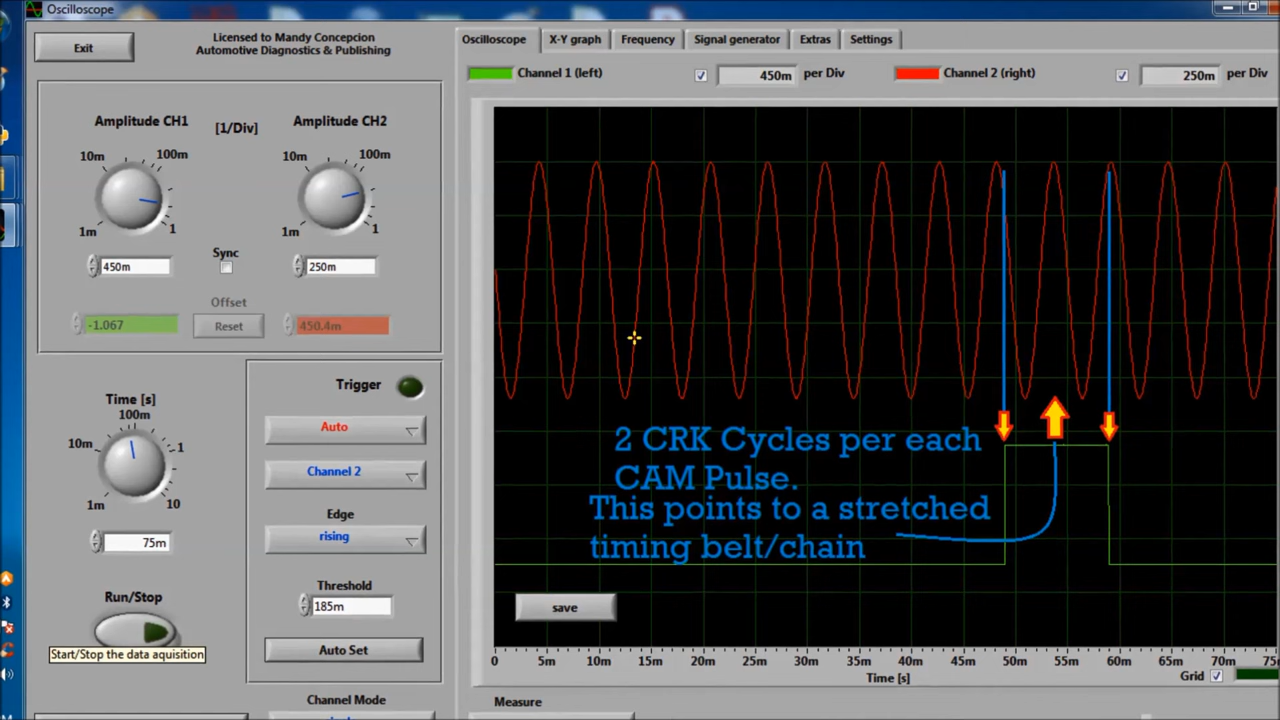 Oscilloscope
Exit
Licensed to Mandy Concepcion
Automotive Diagnostics & Publishing
Oscilloscope X-Y graph Frequency Signal generator Extras Settings
Channel 1 (left) 450m per Div Channel 2 (right) 250m per Div
Amplitude CH1 [1/Div] Amplitude CH2
10m 100m 10m 100m
1m 1 1m 1
Sync
450m 250m
Offset
-1.067 Reset 450.4m
Time [s]
100m
10m 1
1m 10
75m
Trigger
Auto
Channel 2
Edge
rising
Threshold
185m
Auto Set
Run/Stop
Start/Stop the data aquisition
Channel Mode
2 CRK Cycles per each
CAM Pulse.
This points to a stretched
timing belt/chain
save
0 5m 10m 15m 20m 25m 30m 35m 40m 45m 50m 55m 60m 65m 70m
Time [s]
Grid
Measure